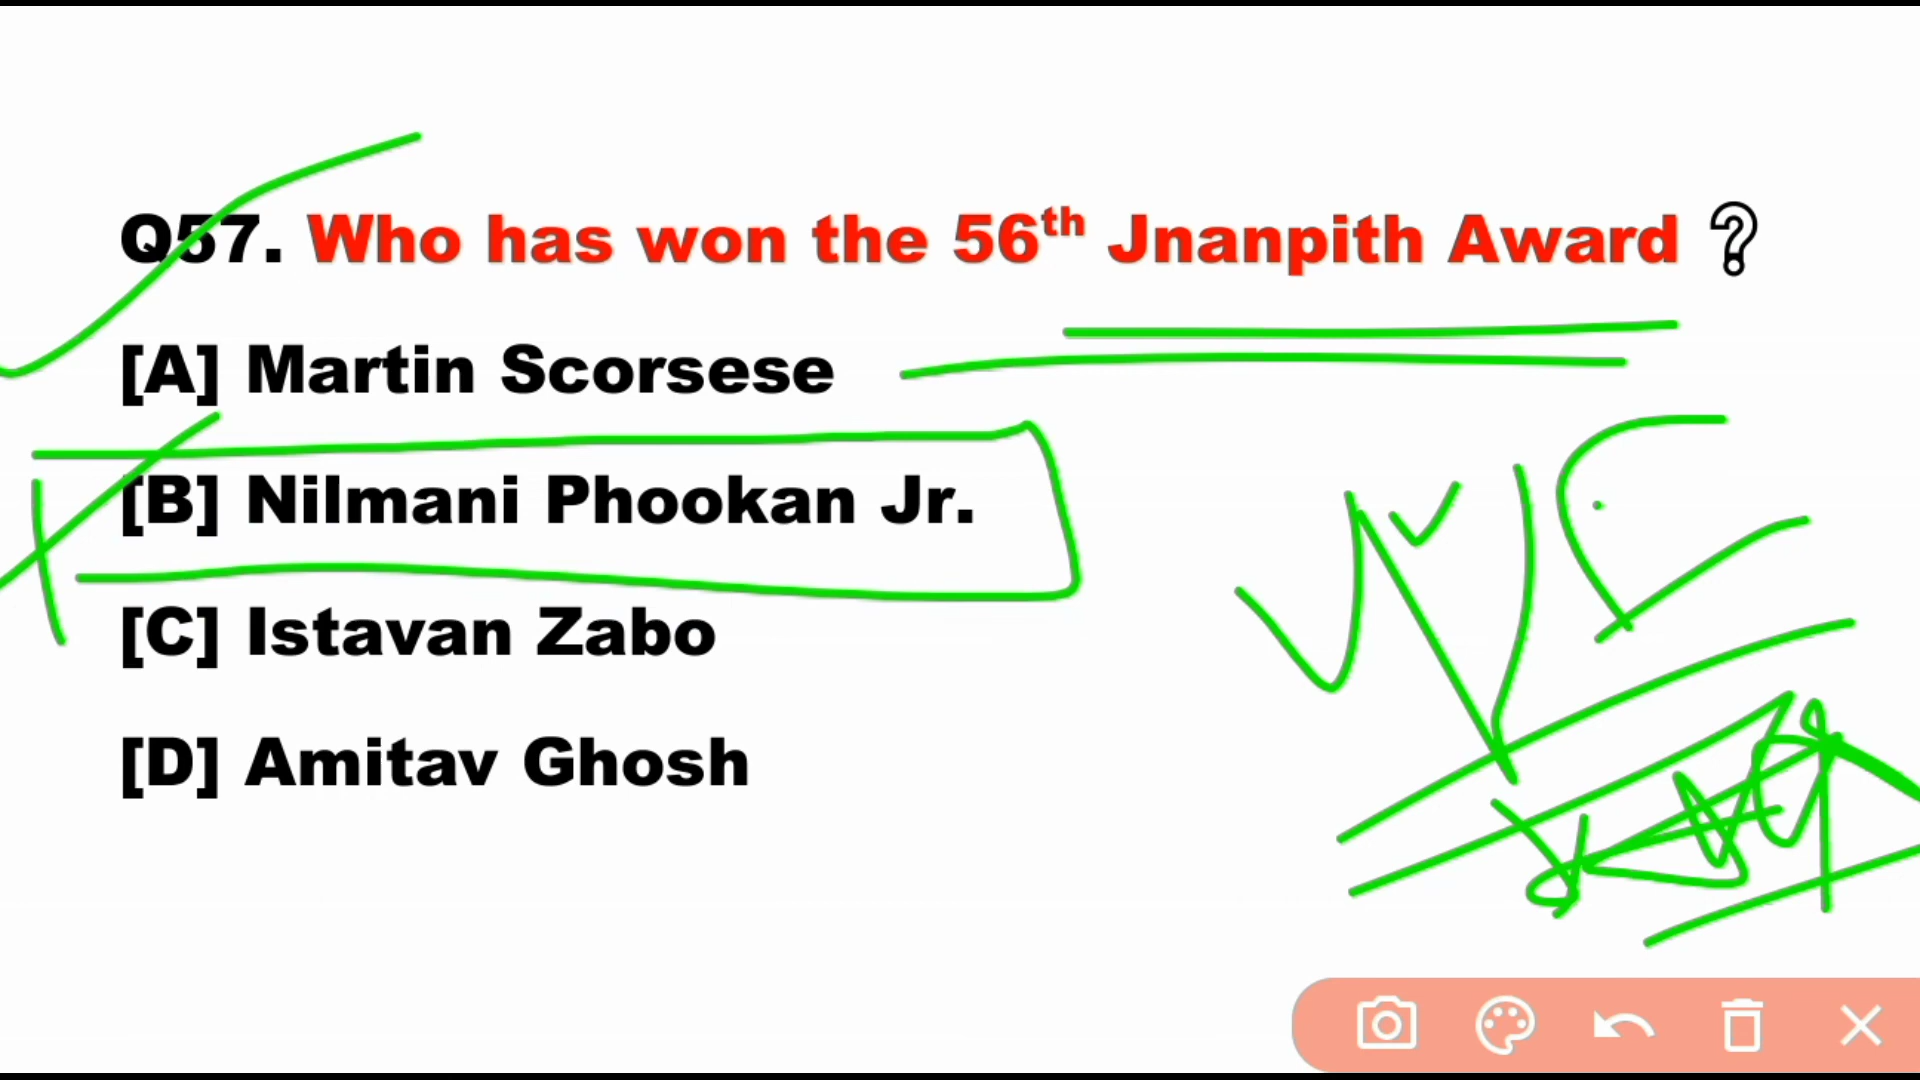 Q57. Who has won the 56th Jnanpith Award ?
[A] Martin Scorsese
[B] Nilmani Phookan Jr.
[C] Istavan Zabo
[D] Amitav Ghosh